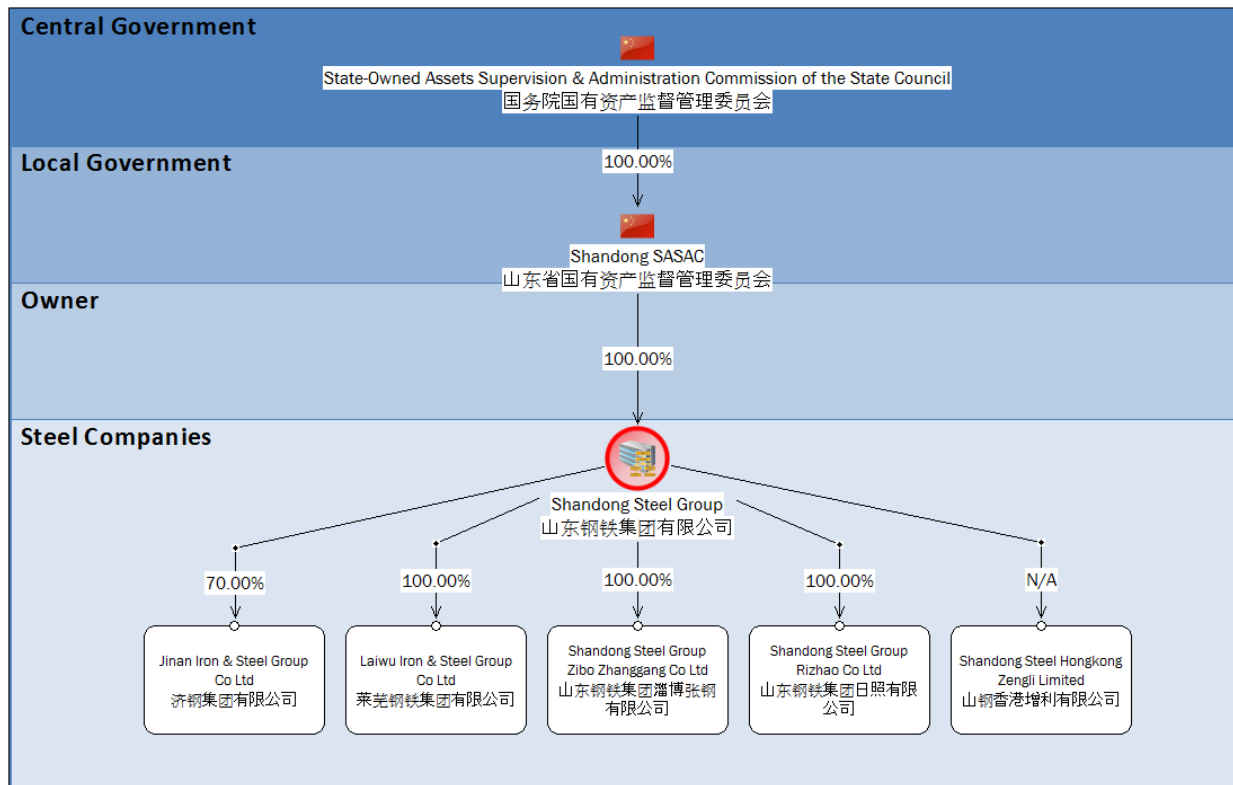 Central Government
State-Owned Assets Supervision & Administration Commission of the State Council
国务院国有资产监督管理委员会
Local Government
100.00%
Shandong SASAC
山东省国有资产监督管理委员会
Owner
100.00%
Steel Companies
Shandong Steel Group
山东钢铁集团有限公司
70.00%
100.00%
100.00%
100.00%
N/A
Jinan Iron & Steel Group
Co Ltd
济钢集团有限公司
Laiwu Iron & Steel Group
Co Ltd
莱芜钢铁集团有限公司
Shandong Steel Group
Zibo Zhanggang Co Ltd
山东钢铁集团淄博张钢
有限公司
Shandong Steel Group
Rizhao Co Ltd
山东钢铁集团日照有限
公司
Shandong Steel Hongkong
Zengli Limited
山钢香港增利有限公司